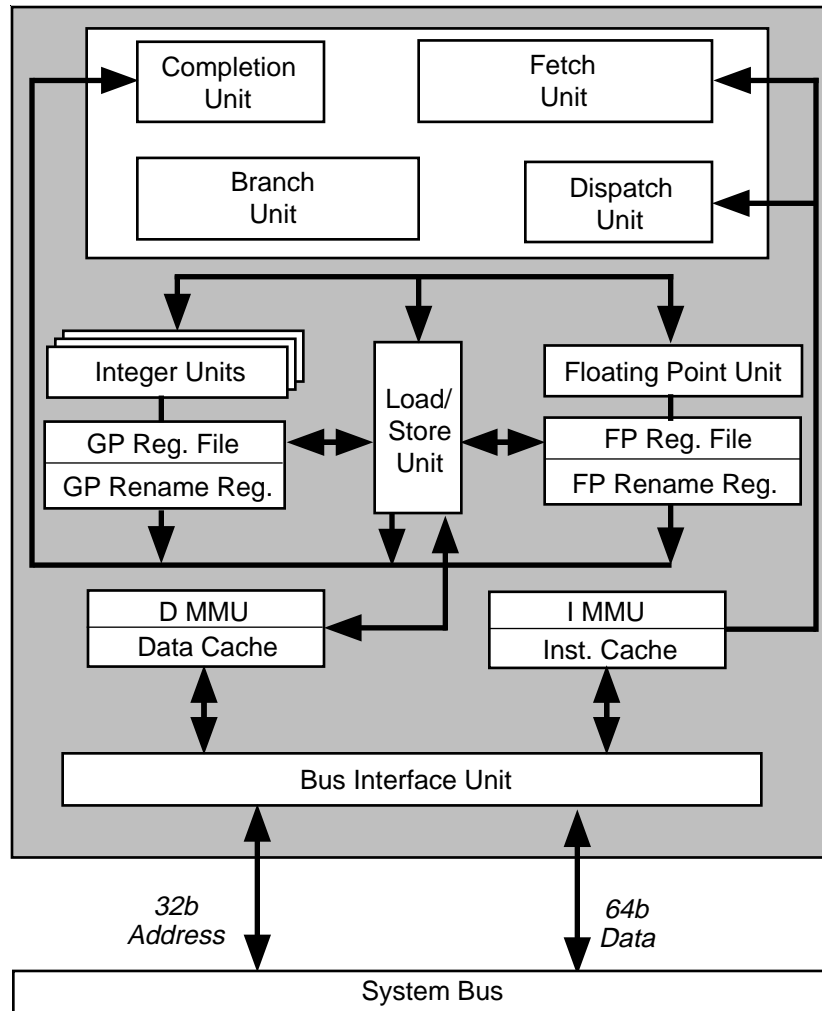 Completion
Unit
Fetch
Unit
Branch
Unit
Dispatch
Unit
Integer Units
Load/
Store
Unit
Floating Point Unit
GP Reg. File
GP Rename Reg.
FP Reg. File
FP Rename Reg.
D MMU
Data Cache
I MMU
Inst. Cache
Bus Interface Unit
32b
Address
64b
Data
System Bus